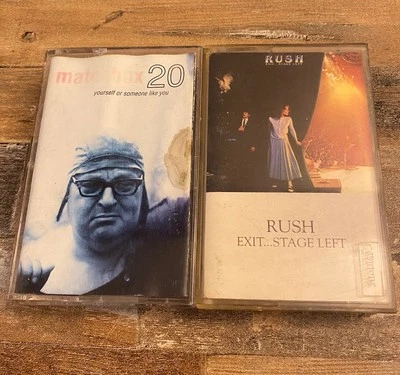 matchbox 20
yourself or someone like you
RUSH
RUSH
EXIT...STAGE LEFT